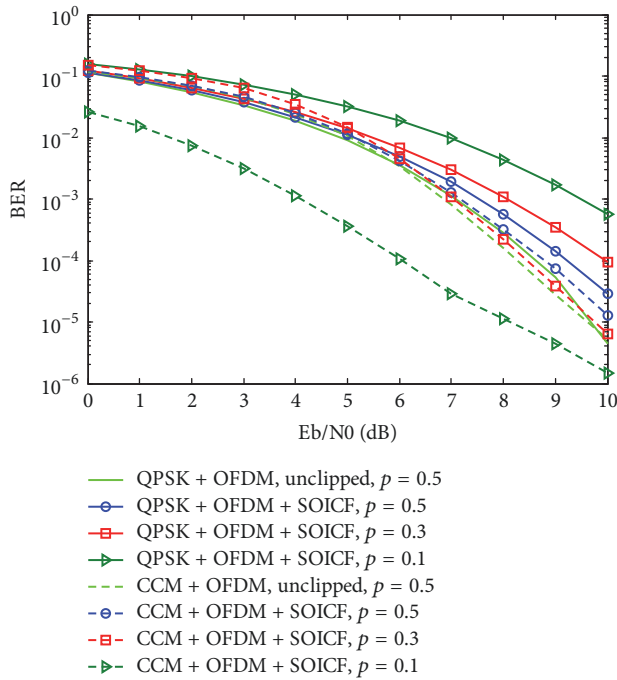 10^0
10^-1
10^-2
10^-3
10^-4
10^-5
10^-6
BER
0 1 2 3 4 5 6 7 8 9 10
Eb/N0 (dB)
QPSK + OFDM, unclipped, p = 0.5
QPSK + OFDM + SOICF, p = 0.5
QPSK + OFDM + SOICF, p = 0.3
QPSK + OFDM + SOICF, p = 0.1
CCM + OFDM, unclipped, p = 0.5
CCM + OFDM + SOICF, p = 0.5
CCM + OFDM + SOICF, p = 0.3
CCM + OFDM + SOICF, p = 0.1